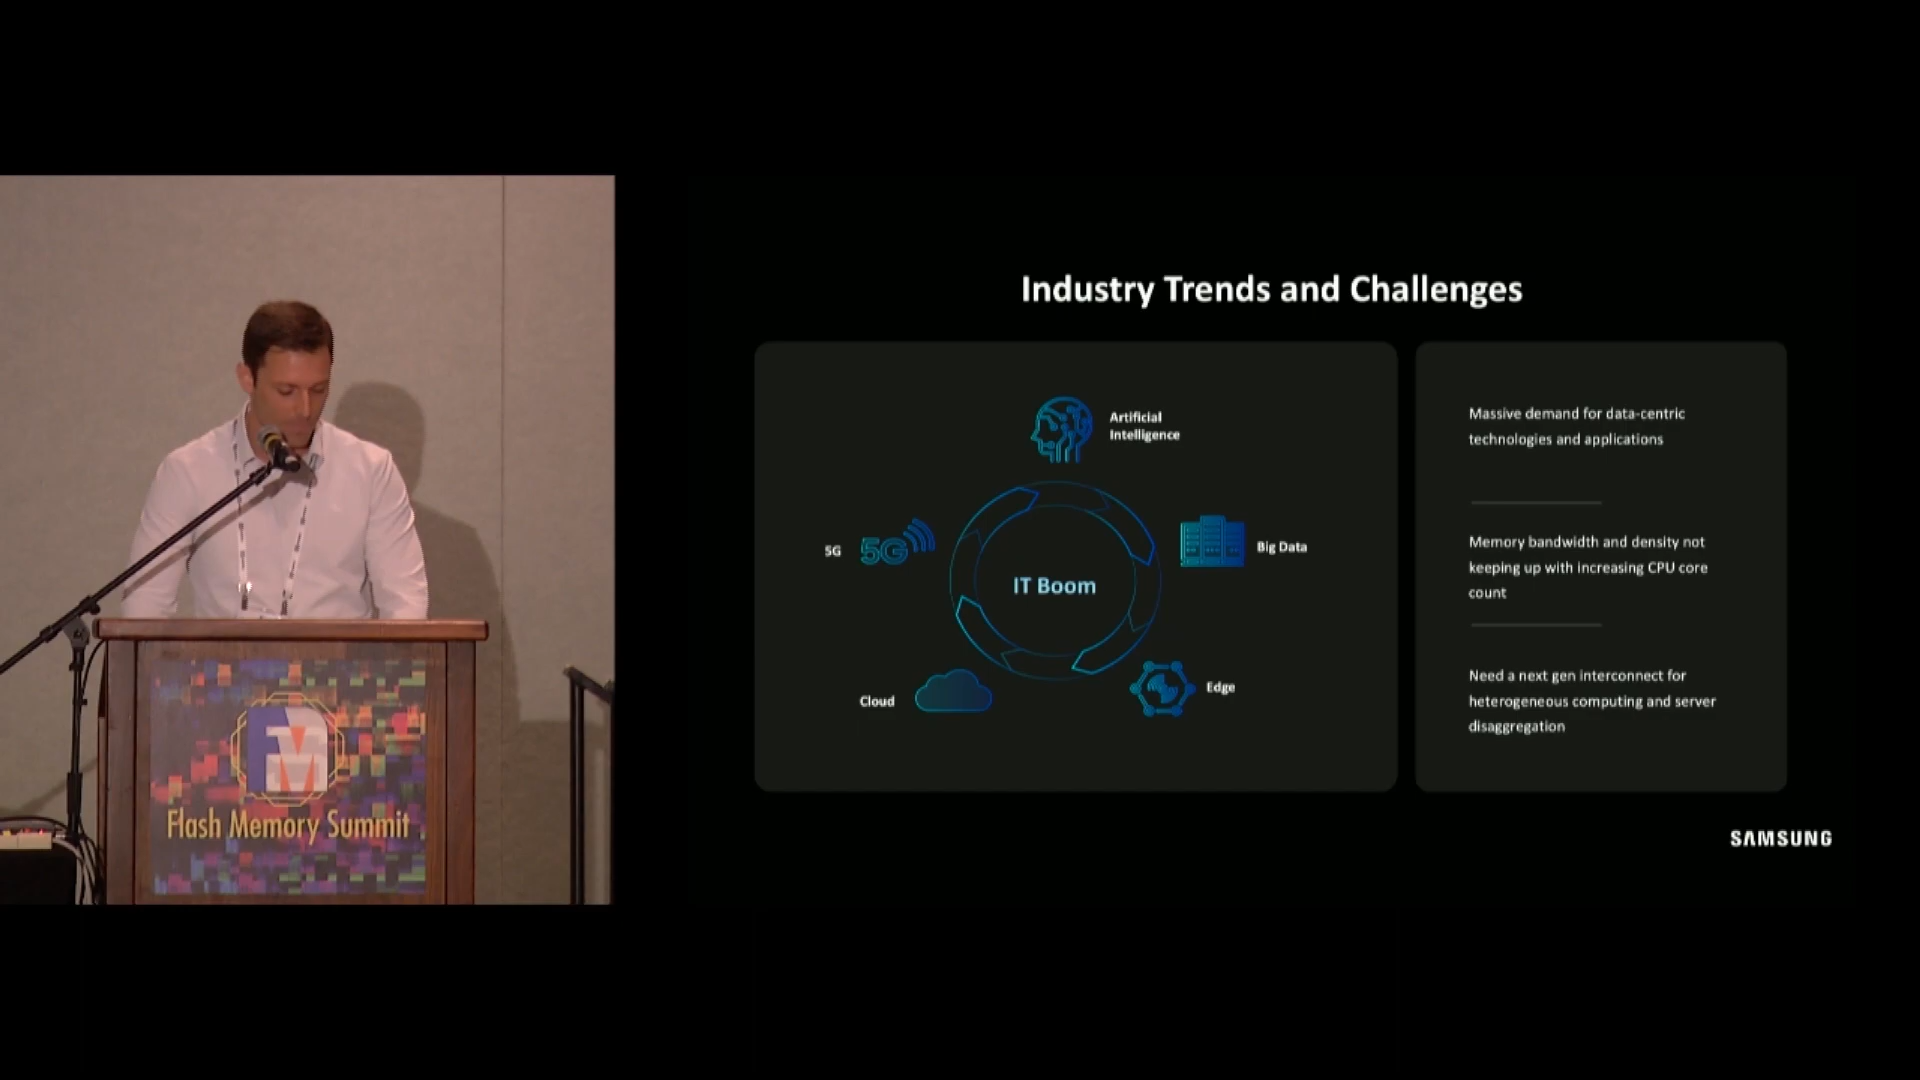 Industry Trends and Challenges
Artificial
Intelligence
5G
5G
Big Data
IT Boom
Cloud
Edge
Massive demand for data-centric
technologies and applications
Memory bandwidth and density not
keeping up with increasing CPU core
count
Need a next gen interconnect for
heterogeneous computing and server
disaggregation
SAMSUNG
FM
Flash Memory Summit